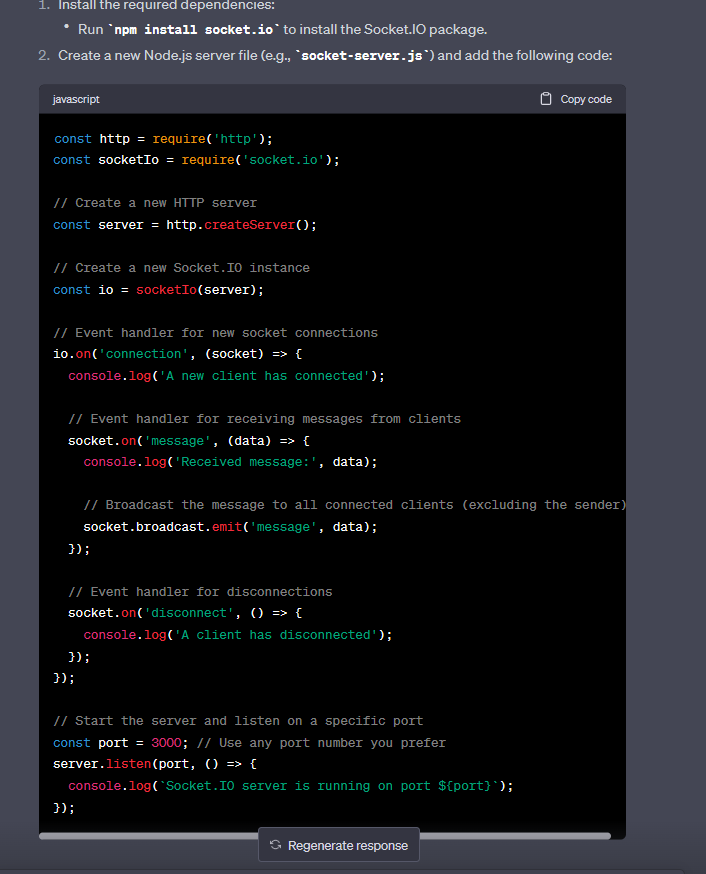 1. Install the required dependencies:
• Run `npm install socket.io` to install the Socket.IO package.
2. Create a new Node.js server file (e.g., `socket-server.js`) and add the following code:
javascript
Copy code
const http = require('http');
const socketIo = require('socket.io');
// Create a new HTTP server
const server = http.createServer();
// Create a new Socket.IO instance
const io = socketIo(server);
// Event handler for new socket connections
io.on('connection', (socket) => {
  console.log('A new client has connected');
  // Event handler for receiving messages from clients
  socket.on('message', (data) => {
    console.log('Received message:', data);
    // Broadcast the message to all connected clients (excluding the sender)
    socket.broadcast.emit('message', data);
  });
  // Event handler for disconnections
  socket.on('disconnect', () => {
    console.log('A client has disconnected');
  });
});
// Start the server and listen on a specific port
const port = 3000; // Use any port number you prefer
server.listen(port, () => {
  console.log(`Socket.IO server is running on port ${port}`);
});
Regenerate response